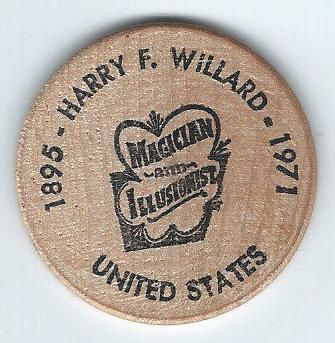 1895 - HARRY F. WILLARD - 1971
MAGICIAN
-AND-
ILLUSIONIST
UNITED STATES